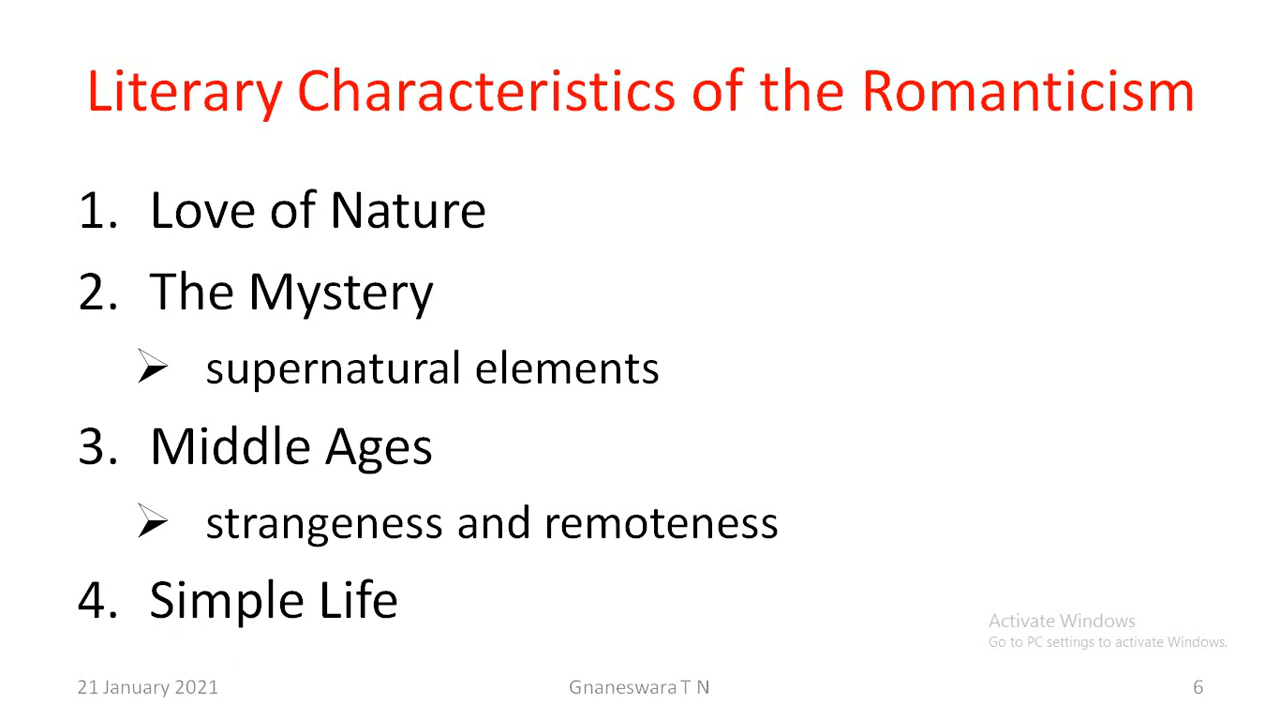 Literary Characteristics of the Romanticism
1. Love of Nature
2. The Mystery
➢ supernatural elements
3. Middle Ages
➢ strangeness and remoteness
4. Simple Life
Activate Windows
Go to PC settings to activate Windows.
21 January 2021 Gnaneswara T N 6